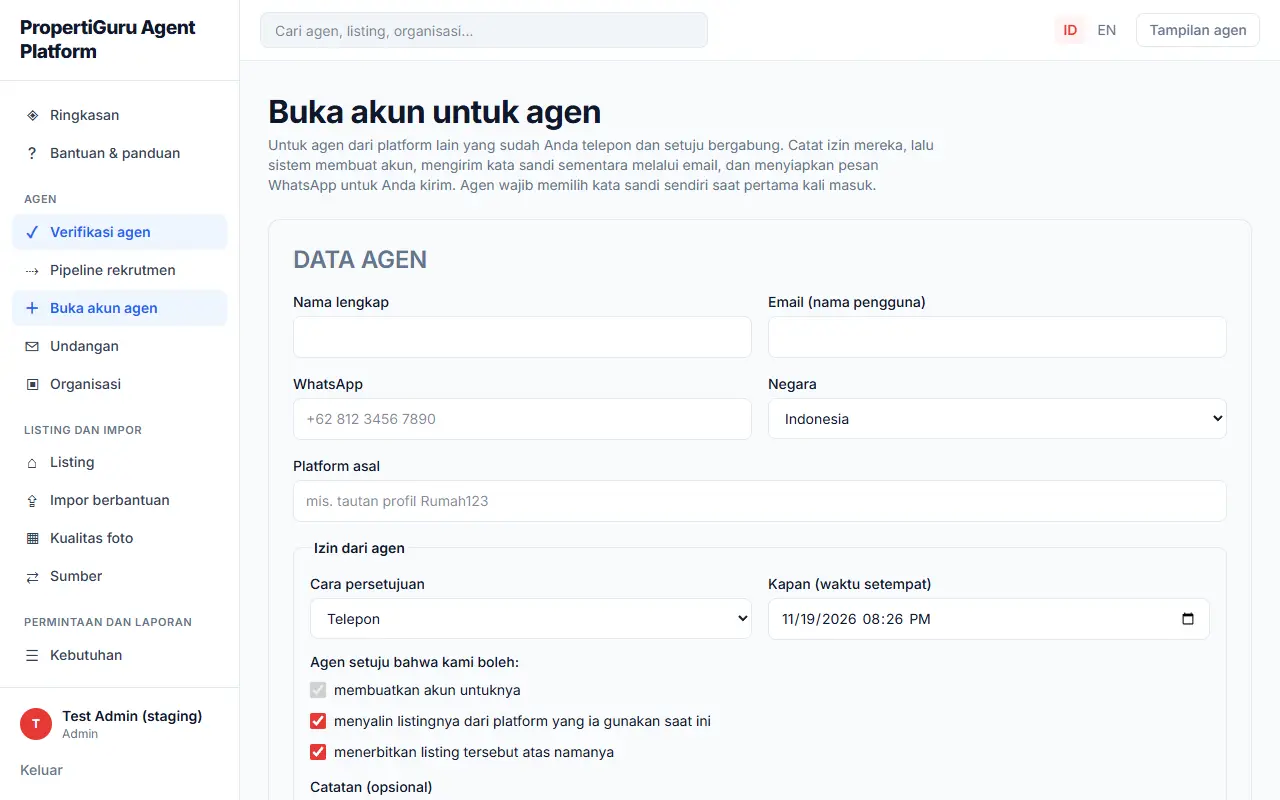 PropertiGuru Agent
Platform
Cari agen, listing, organisasi...
ID
EN
Tampilan agen
Ringkasan
? Bantuan & panduan
AGEN
Verifikasi agen
Pipeline rekrutmen
Buka akun agen
Undangan
Organisasi
LISTING DAN IMPOR
Listing
Impor berbantuan
Kualitas foto
Sumber
PERMINTAAN DAN LAPORAN
Kebutuhan
T
Test Admin (staging)
Admin
Keluar
Buka akun untuk agen
Untuk agen dari platform lain yang sudah Anda telepon dan setuju bergabung. Catat izin mereka, lalu
sistem membuat akun, mengirim kata sandi sementara melalui email, dan menyiapkan pesan
WhatsApp untuk Anda kirim. Agen wajib memilih kata sandi sendiri saat pertama kali masuk.
DATA AGEN
Nama lengkap
Email (nama pengguna)
WhatsApp
Negara
+62 812 3456 7890
Indonesia
Platform asal
mis. tautan profil Rumah123
Izin dari agen
Cara persetujuan
Kapan (waktu setempat)
Telepon
11/19/2026 08:26 PM
Agen setuju bahwa kami boleh:
membuatkan akun untuknya
menyalin listingnya dari platform yang ia gunakan saat ini
menerbitkan listing tersebut atas namanya
Catatan (opsional)